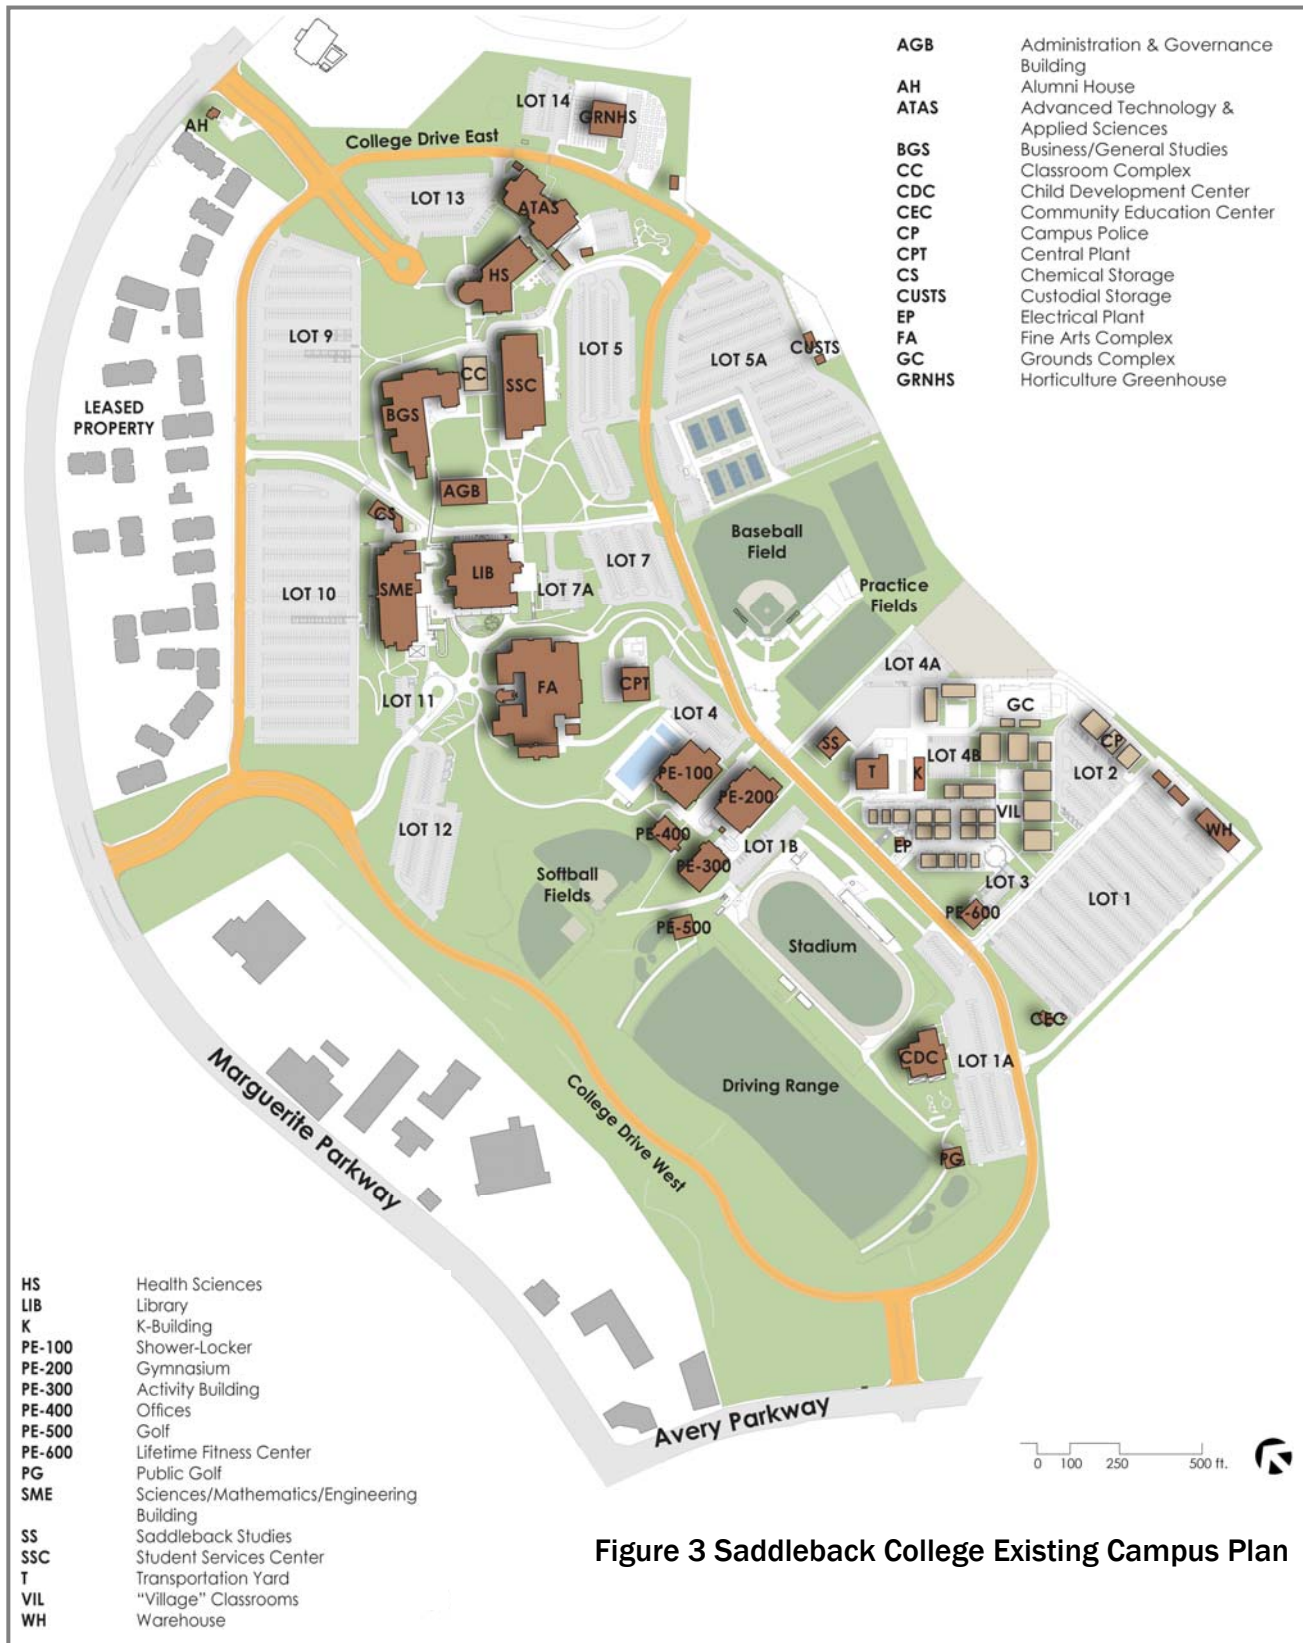 AGB Administration & Governance
Building
AH Alumni House
ATAS Advanced Technology &
Applied Sciences
BGS Business/General Studies
CC Classroom Complex
CDC Child Development Center
CEC Community Education Center
CP Campus Police
CPT Central Plant
CS Chemical Storage
CUSTS Custodial Storage
EP Electrical Plant
FA Fine Arts Complex
GC Grounds Complex
GRNHS Horticulture Greenhouse
LOT 14
GRNHS
AH
College Drive East
LOT 13
ATAS
HS
LOT 9
LOT 5
LOT 5A
CUSTS
CC
SSC
LEASED
PROPERTY
BGS
AGB
CS
Baseball
Field
LOT 7
LIB
LOT 10
SME
LOT 7A
Practice
Fields
LOT 4A
FA
CPT
LOT 11
GC
LOT 4
SS
CP
LOT 4B
T
K
LOT 2
PE-100
PE-200
VIL
LOT 12
PE-400
WH
EP
LOT 1B
PE-300
Softball
Fields
LOT 3
LOT 1
PE-600
PE-500
Stadium
CEC
CDC
LOT 1A
Driving Range
Marguerite Parkway
College Drive West
PG
Avery Parkway
HS Health Sciences
LIB Library
K K-Building
PE-100 Shower-Locker
PE-200 Gymnasium
PE-300 Activity Building
PE-400 Offices
PE-500 Golf
PE-600 Lifetime Fitness Center
PG Public Golf
SME Sciences/Mathematics/Engineering
Building
SS Saddleback Studies
SSC Student Services Center
T Transportation Yard
VIL "Village" Classrooms
WH Warehouse
0 100 250 500 ft.
Figure 3 Saddleback College Existing Campus Plan